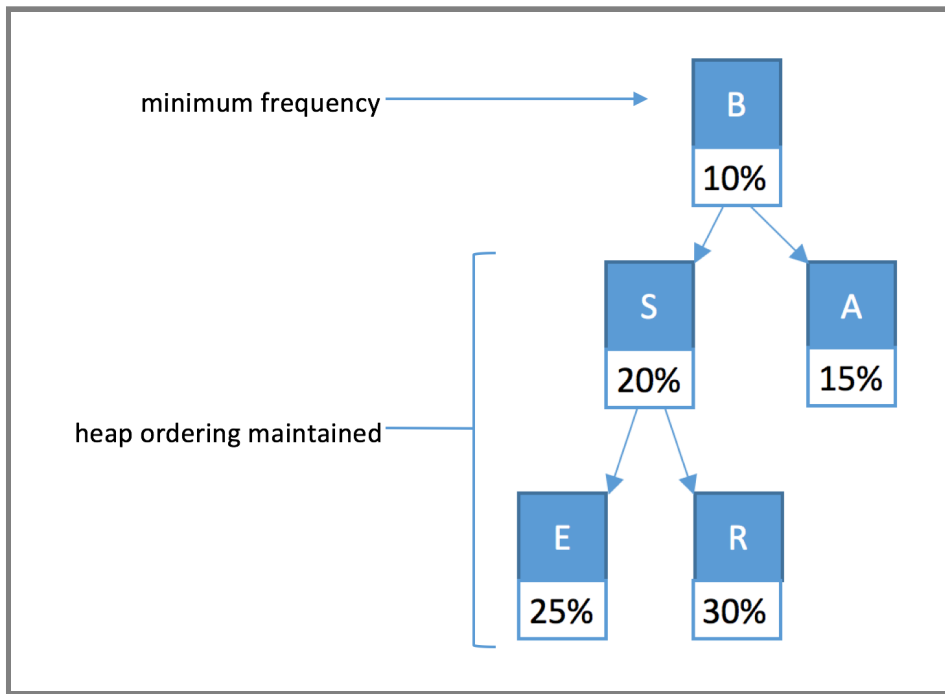 minimum frequency
B
10%
S
A
20%
15%
heap ordering maintained
E
R
25%
30%